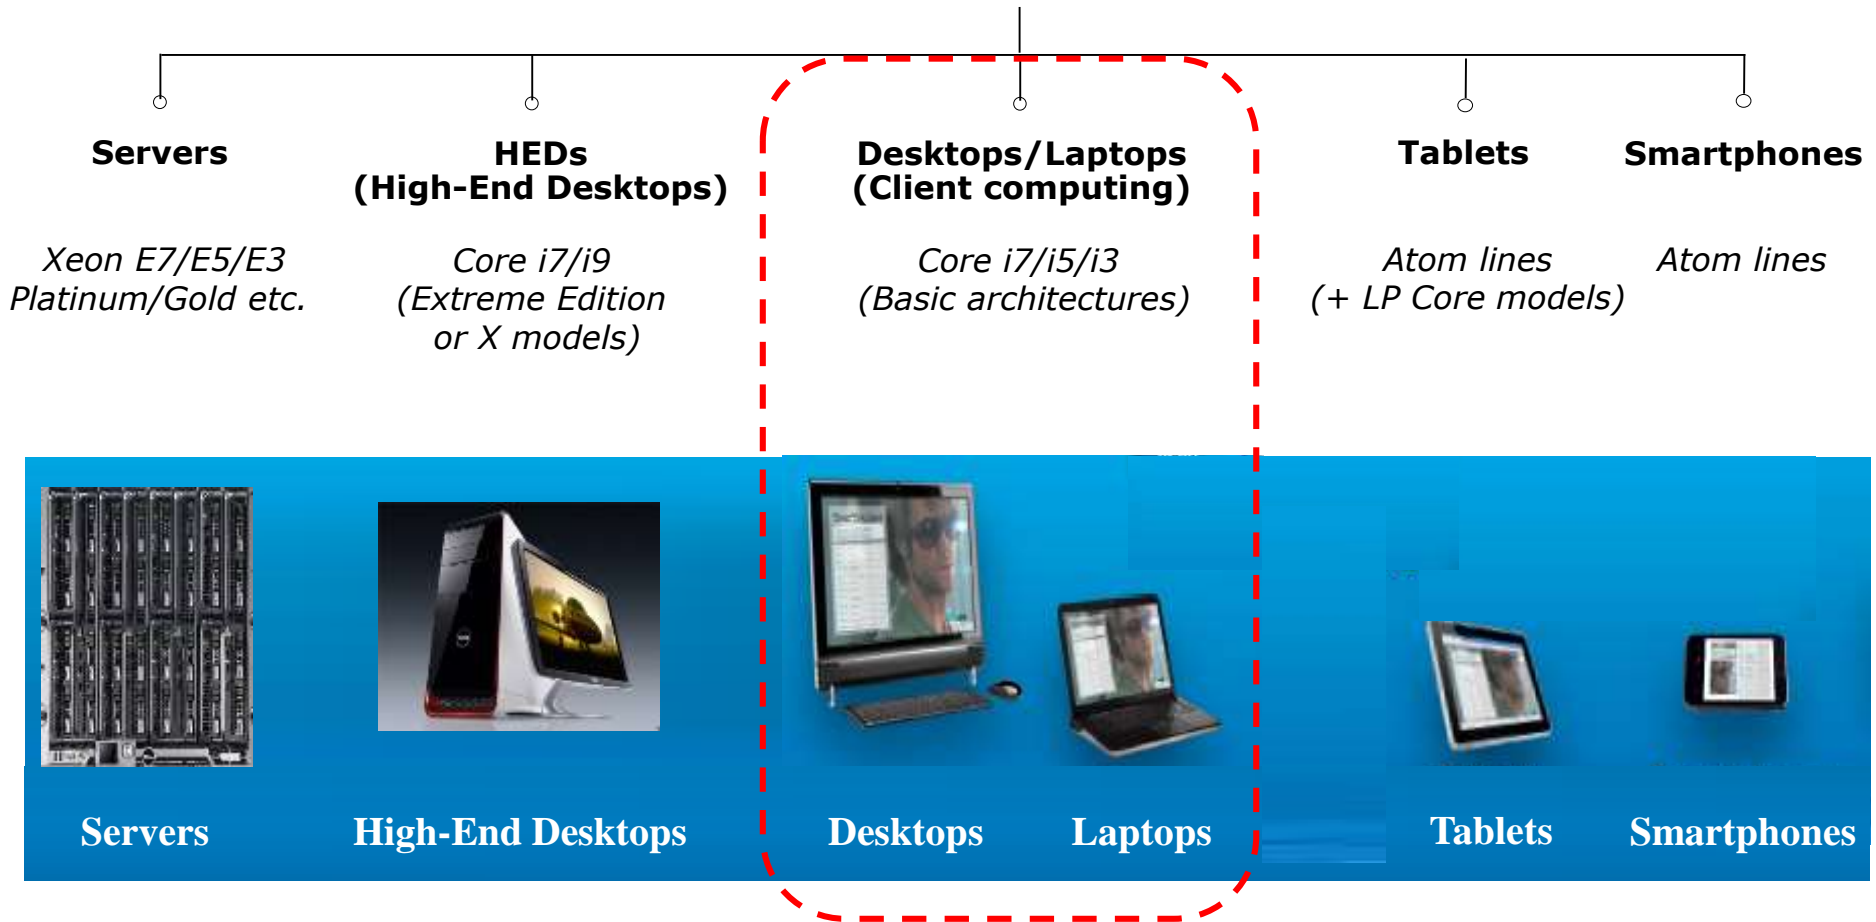 Servers
HEDs
(High-End Desktops)
Desktops/Laptops
(Client computing)
Tablets
Smartphones
Xeon E7/E5/E3
Platinum/Gold etc.
Core i7/i9
(Extreme Edition
or X models)
Core i7/i5/i3
(Basic architectures)
Atom lines
(+ LP Core models)
Atom lines
Servers
High-End Desktops
Desktops
Laptops
Tablets
Smartphones